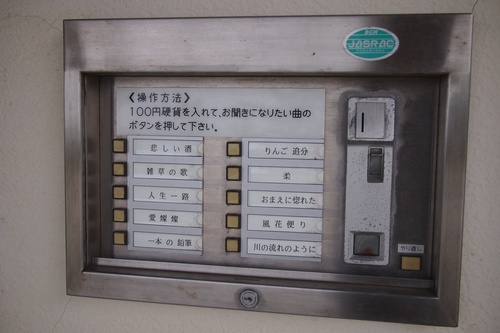 JASRAC
〈操作方法〉
100円硬貨を入れて、お聞きになりたい曲の
ボタンを押して下さい。
悲しい酒
雑草の歌
人生一路
愛燦燦
一本の鉛筆
りんご追分
柔
おまえに惚れた
風花便り
川の流れのように
やり直し